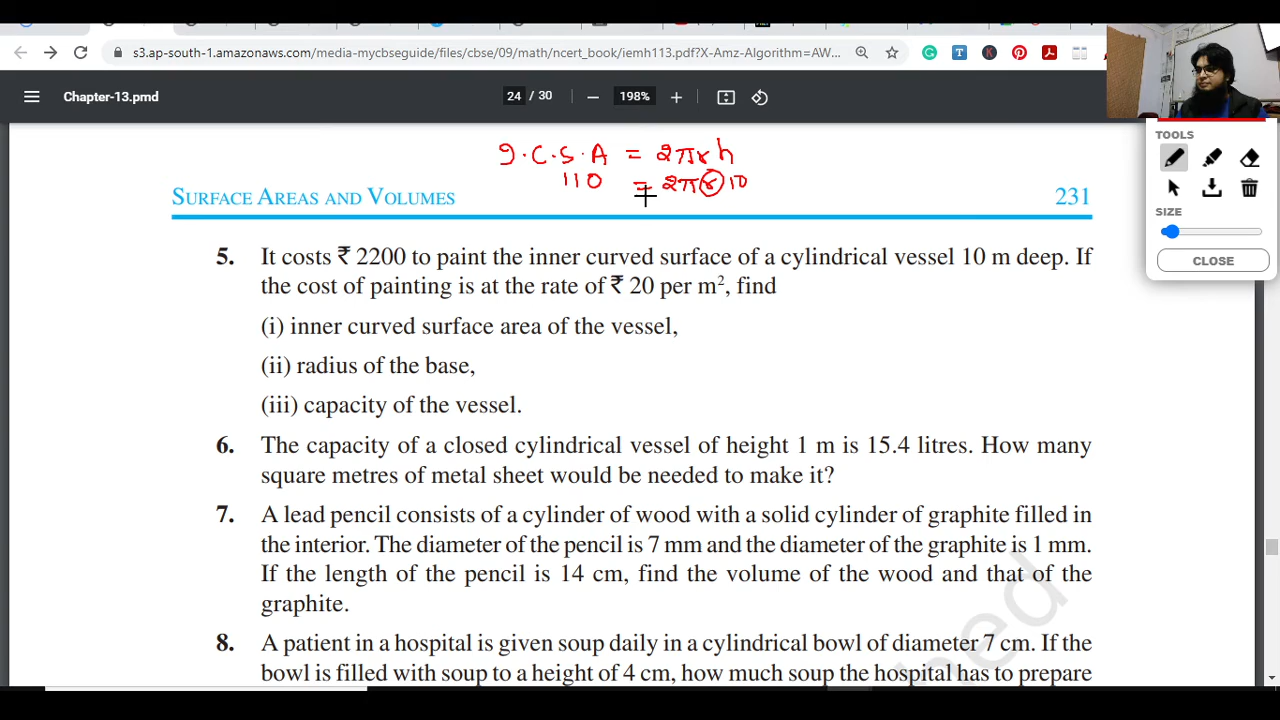 s3.ap-south-1.amazonaws.com/media-mycbseguide/files/cbse/09/math/ncert_book/iemh113.pdf?X-Amz-Algorithm=AW...
Chapter-13.pmd
24 / 30
198%
TOOLS
SIZE
CLOSE
I.C.S.A = 2πrh
110 = 2πr10
SURFACE AREAS AND VOLUMES 231
5. It costs ₹ 2200 to paint the inner curved surface of a cylindrical vessel 10 m deep. If
the cost of painting is at the rate of ₹ 20 per m², find
(i) inner curved surface area of the vessel,
(ii) radius of the base,
(iii) capacity of the vessel.
6. The capacity of a closed cylindrical vessel of height 1 m is 15.4 litres. How many
square metres of metal sheet would be needed to make it?
7. A lead pencil consists of a cylinder of wood with a solid cylinder of graphite filled in
the interior. The diameter of the pencil is 7 mm and the diameter of the graphite is 1 mm.
If the length of the pencil is 14 cm, find the volume of the wood and that of the
graphite.
8. A patient in a hospital is given soup daily in a cylindrical bowl of diameter 7 cm. If the
bowl is filled with soup to a height of 4 cm, how much soup the hospital has to prepare